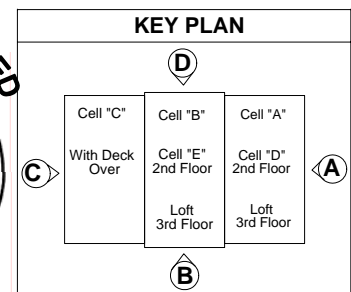 ED
KEY PLAN
D
Cell "C"
With Deck
Over
Cell "B"
Cell "E"
2nd Floor
Loft
3rd Floor
Cell "A"
Cell "D"
2nd Floor
Loft
3rd Floor
C
A
B